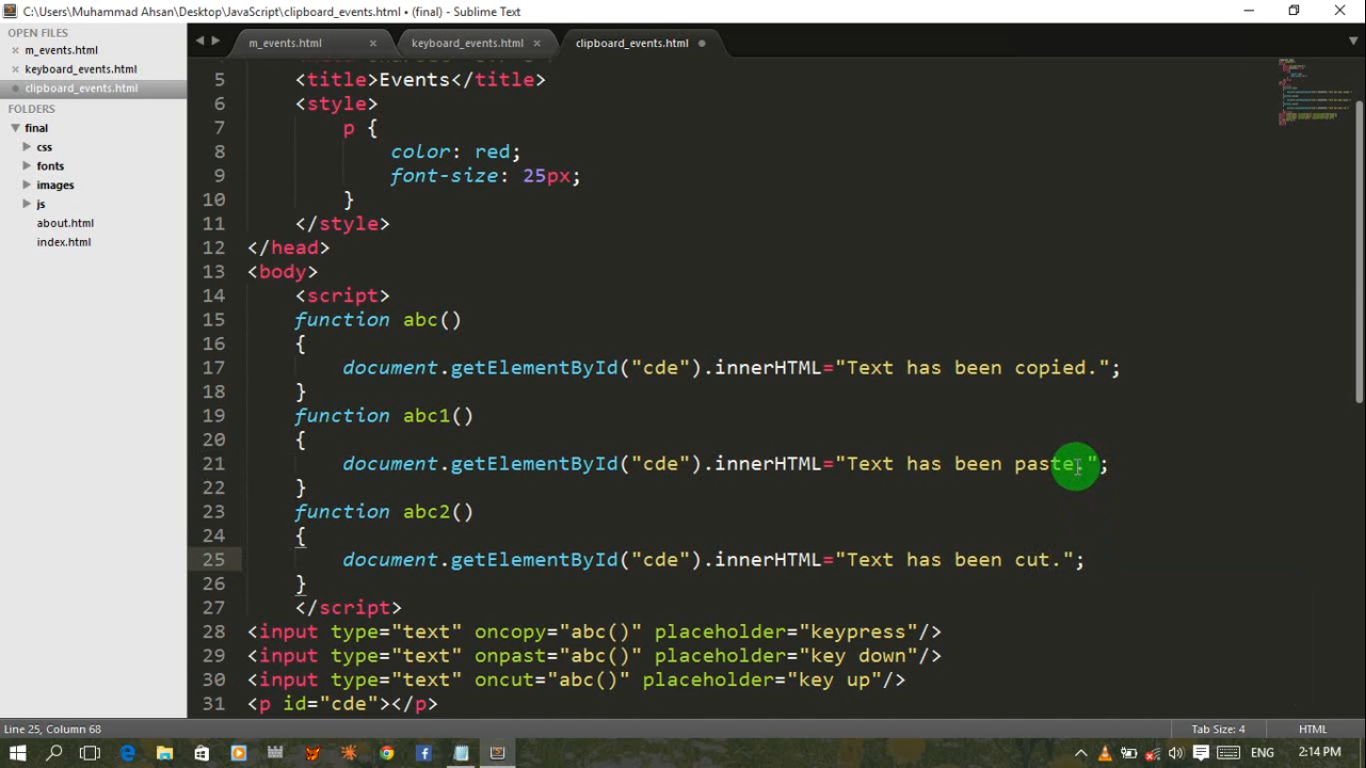 C:\Users\Muhammad Ahsan\Desktop\JavaScript\clipboard_events.html • (final) - Sublime Text
OPEN FILES
m_events.html
keyboard_events.html
clipboard_events.html
FOLDERS
final
css
fonts
images
js
about.html
index.html
m_events.html
keyboard_events.html
clipboard_events.html
5 <title>Events</title>
6 <style>
7 p {
8 color: red;
9 font-size: 25px;
10 }
11 </style>
12 </head>
13 <body>
14 <script>
15 function abc()
16 {
17 document.getElementById("cde").innerHTML="Text has been copied.";
18 }
19 function abc1()
20 {
21 document.getElementById("cde").innerHTML="Text has been paste.";
22 }
23 function abc2()
24 {
25 document.getElementById("cde").innerHTML="Text has been cut.";
26 }
27 </script>
28 <input type="text" oncopy="abc()" placeholder="keypress"/>
29 <input type="text" onpast="abc()" placeholder="key down"/>
30 <input type="text" oncut="abc()" placeholder="key up"/>
31 <p id="cde"></p>
Line 25, Column 68
Tab Size: 4
HTML
ENG
2:14 PM